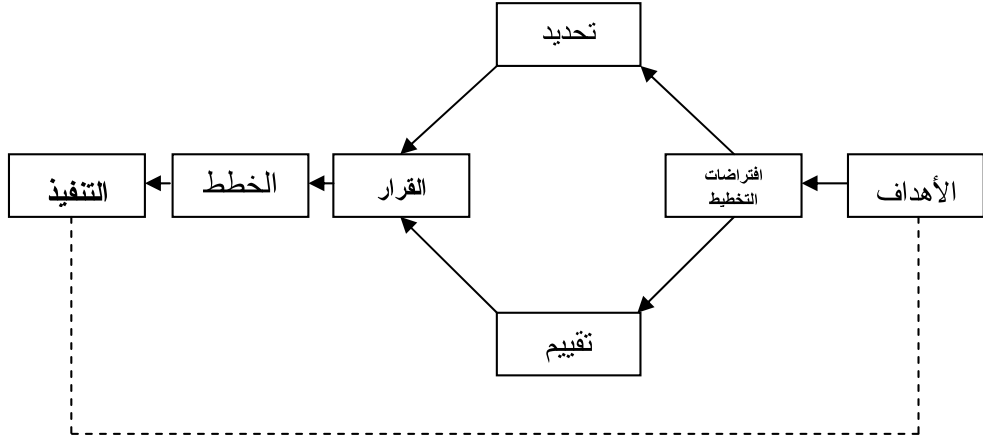 تحديد
الأهداف
افتراضات
التخطيط
القرار
الخطط
التنفيذ
تقييم